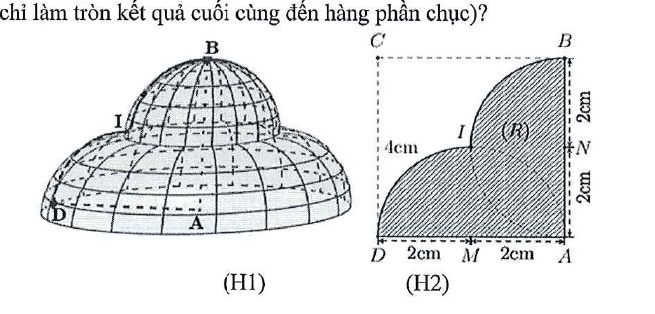 chỉ làm tròn kết quả cuối cùng đến hàng phần chục)?
B
I
D
A
(H1)
C
B
I
(R)
4cm
N
2cm
2cm
D
2cm
M
2cm
A
(H2)